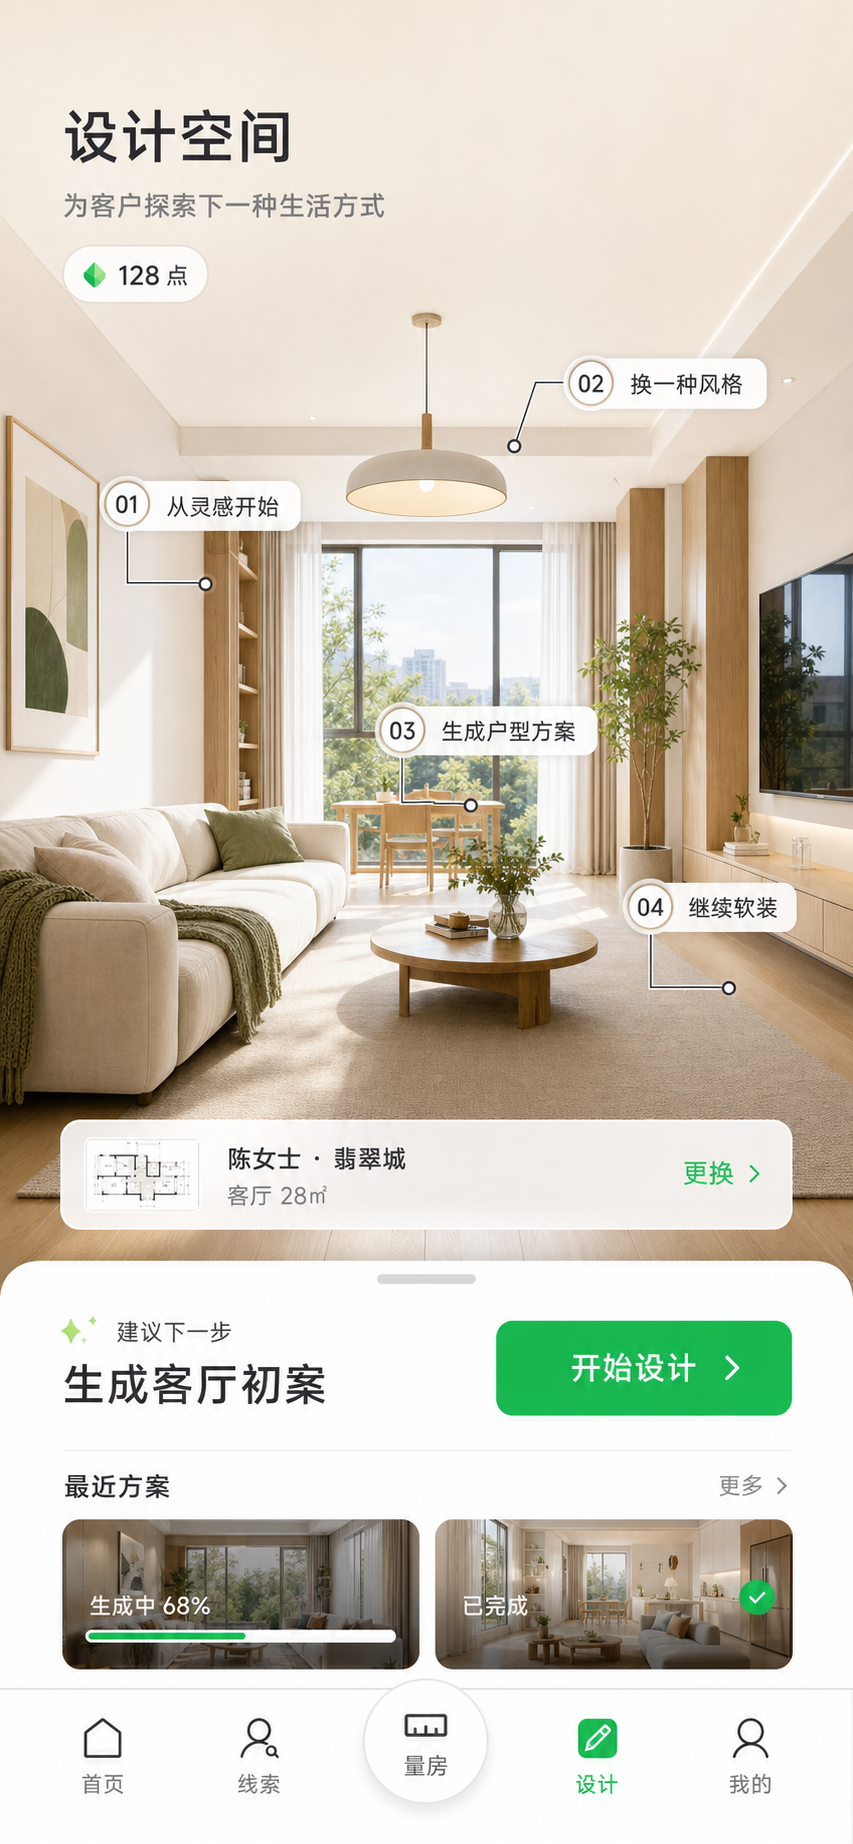 设计空间
为客户探索下一种生活方式
128 点
02 换一种风格
01 从灵感开始
03 生成户型方案
04 继续软装
陈女士 · 翡翠城
客厅 28㎡
更换
建议下一步
生成客厅初案
开始设计
最近方案
更多
生成中 68%
已完成
首页
线索
量房
设计
我的